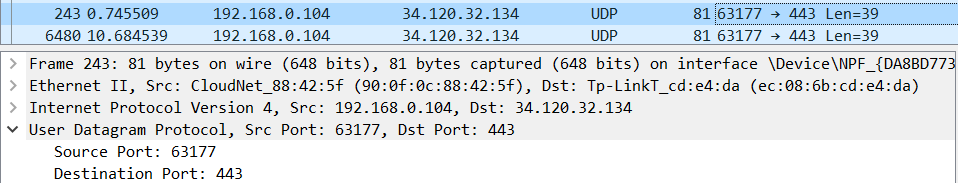 243 0.745509 192.168.0.104 34.120.32.134 UDP 81 63177 → 443 Len=39
6480 10.684539 192.168.0.104 34.120.32.134 UDP 81 63177 → 443 Len=39
Frame 243: 81 bytes on wire (648 bits), 81 bytes captured (648 bits) on interface \Device\NPF_{DA8BD773
Ethernet II, Src: CloudNet_88:42:5f (90:0f:0c:88:42:5f), Dst: Tp-LinkT_cd:e4:da (ec:08:6b:cd:e4:da)
Internet Protocol Version 4, Src: 192.168.0.104, Dst: 34.120.32.134
User Datagram Protocol, Src Port: 63177, Dst Port: 443
Source Port: 63177
Destination Port: 443